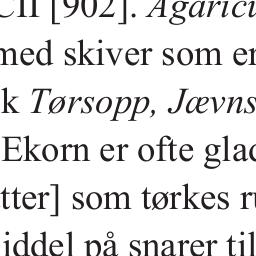 CII [902]. Agaricu
med skiver som er
k Tørsopp, Jævns
Ekorn er ofte glad
tter] som tørkes ru
iddel på snarer til